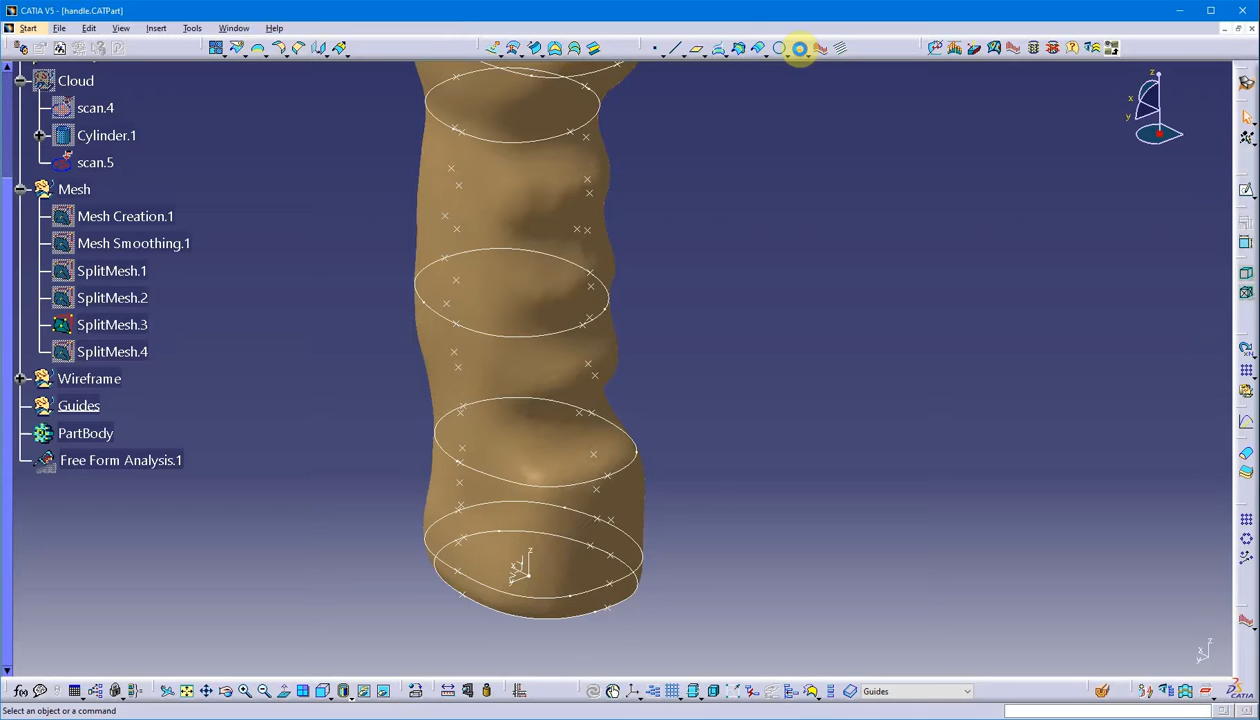 CATIA V5 - [handle.CATPart]
Start File Edit View Insert Tools Window Help
Cloud
scan.4
Cylinder.1
scan.5
Mesh
Mesh Creation.1
Mesh Smoothing.1
SplitMesh.1
SplitMesh.2
SplitMesh.3
SplitMesh.4
Wireframe
Guides
PartBody
Free Form Analysis.1
z
x
y
z
x
y
z
x
y
f(x)
Guides
CATIA
Select an object or a command